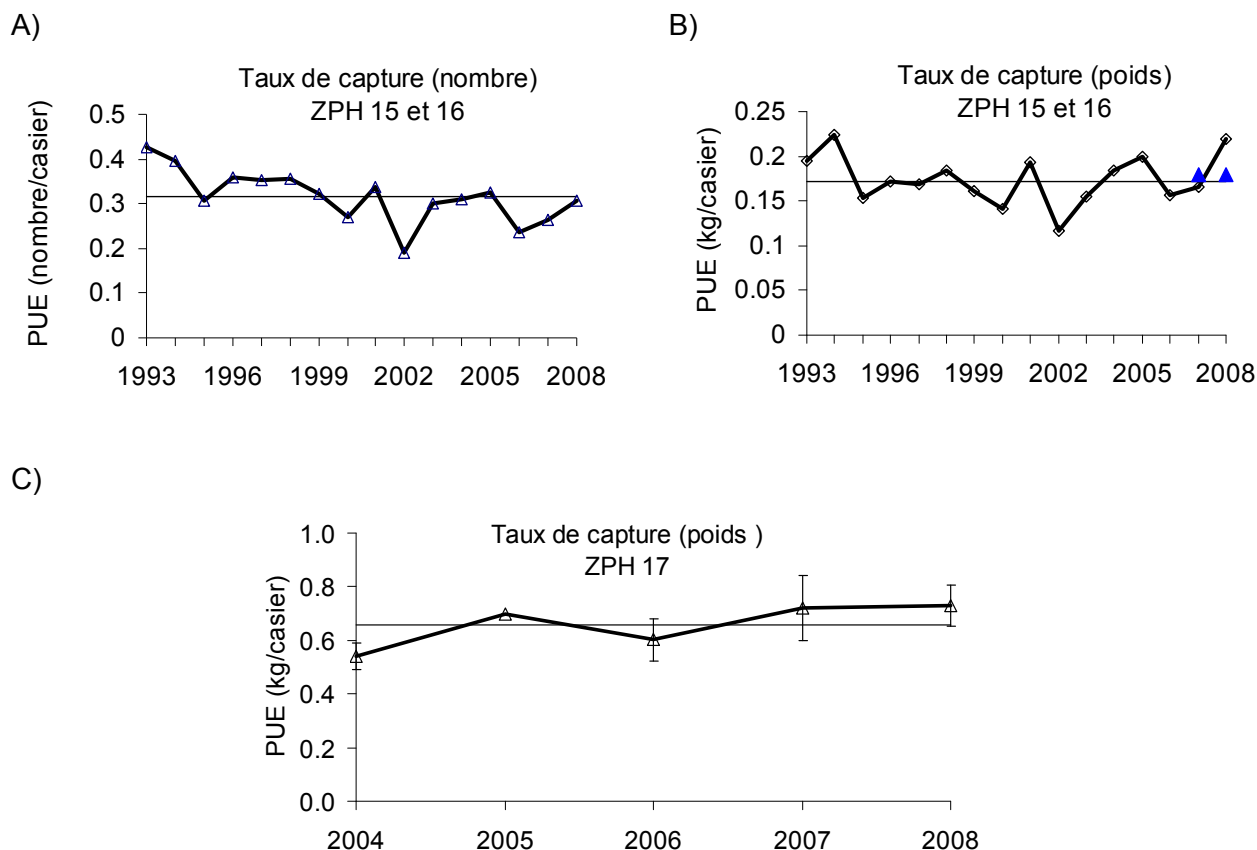 A)
Taux de capture (nombre)
ZPH 15 et 16
PUE (nombre/casier)
0.5
0.4
0.3
0.2
0.1
0
1993
1996
1999
2002
2005
2008
B)
Taux de capture (poids)
ZPH 15 et 16
PUE (kg/casier)
0.25
0.2
0.15
0.1
0.05
0
1993
1996
1999
2002
2005
2008
C)
Taux de capture (poids )
ZPH 17
PUE (kg/casier)
1.0
0.8
0.6
0.4
0.2
0.0
2004
2005
2006
2007
2008